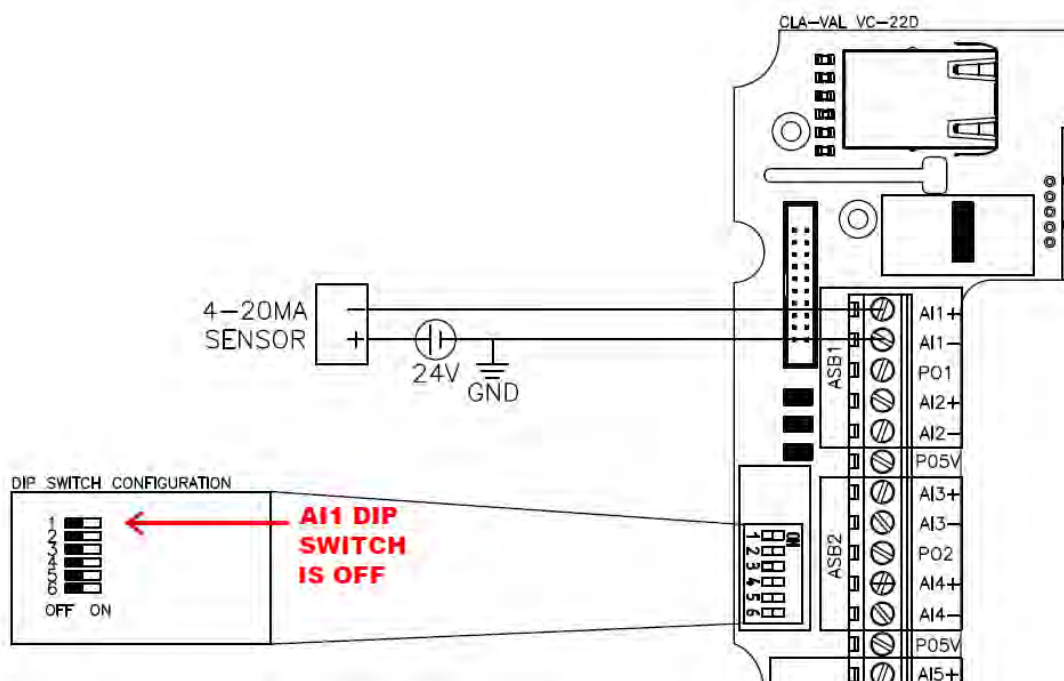 CLA-VAL VC-22D
4-20MA
SENSOR
-
+
24V
GND
ASB1
AI1+
AI1-
PO1
AI2+
AI2-
P05V
ASB2
AI3+
AI3-
PO2
AI4+
AI4-
P05V
AI5+
DIP SWITCH CONFIGURATION
1
2
3
4
5
6
OFF ON
AI1 DIP
SWITCH
IS OFF
ON
1
2
3
4
5
6